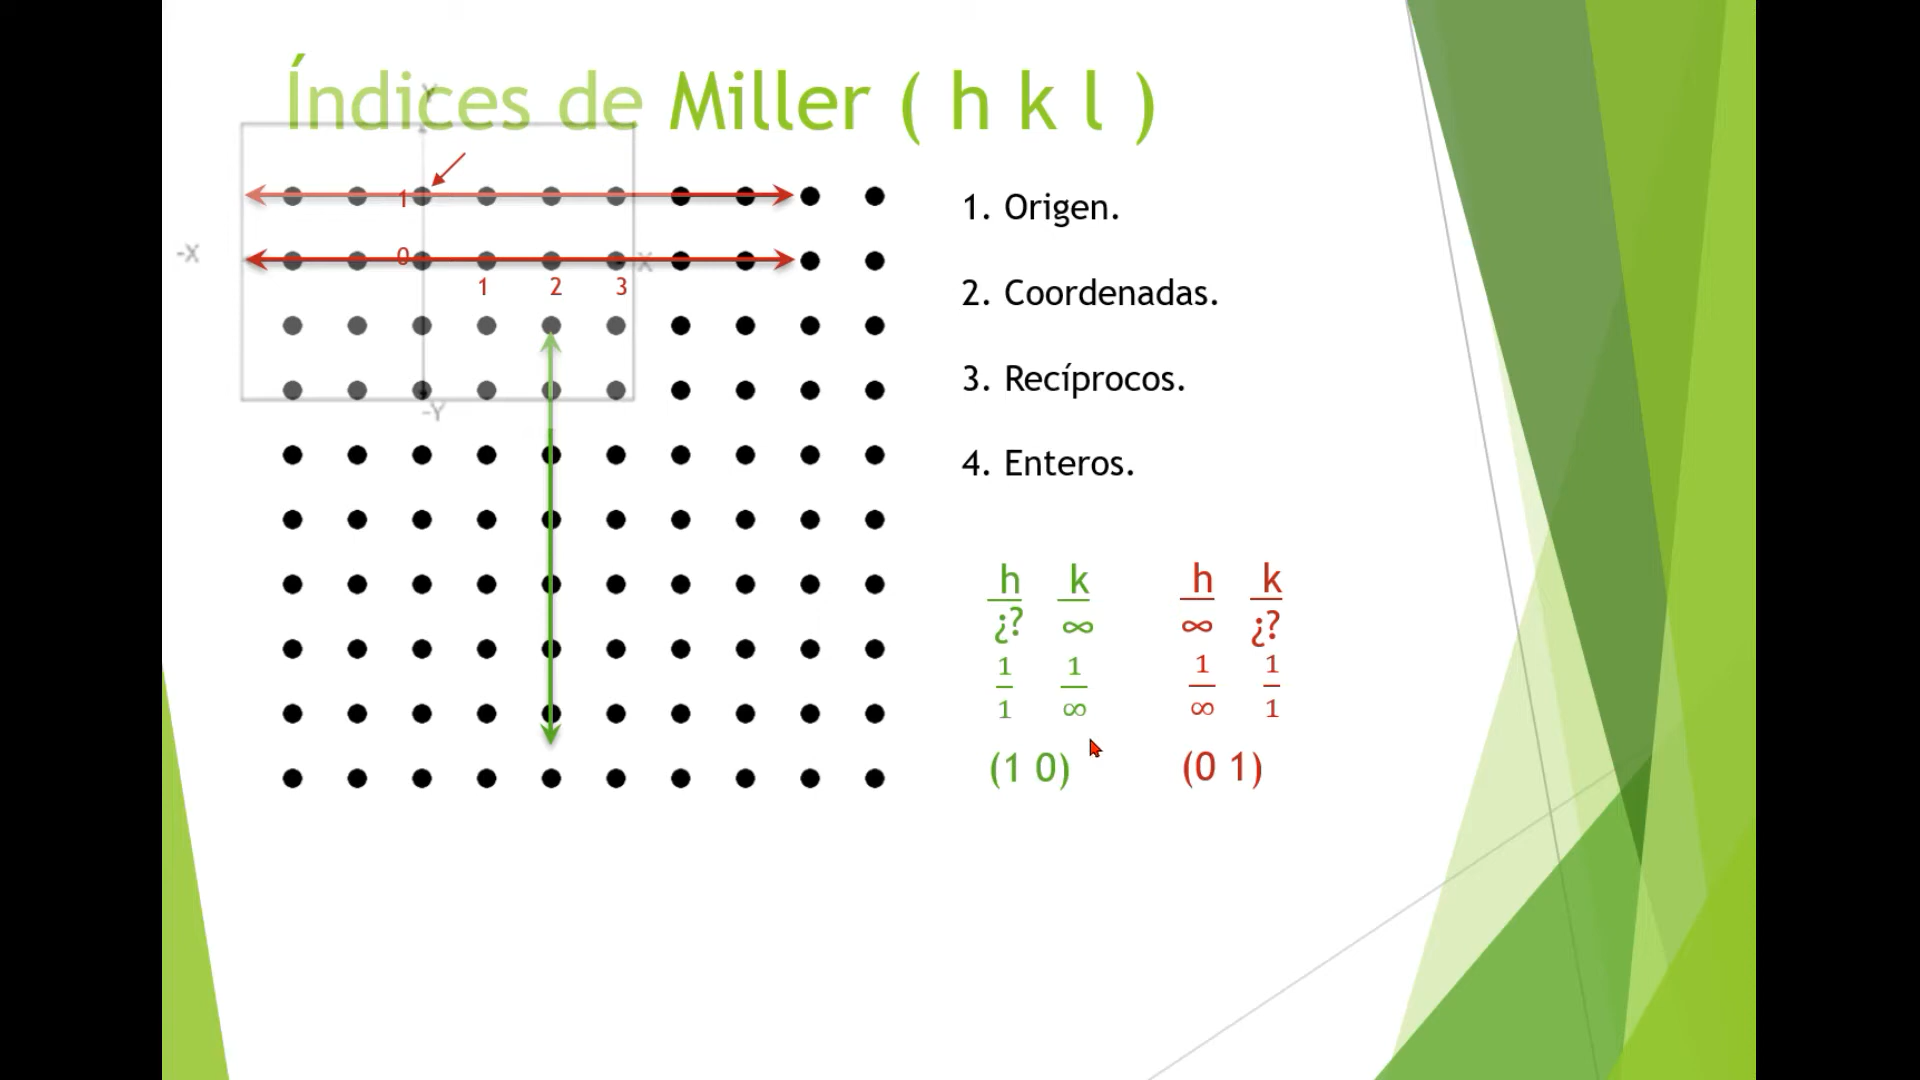 Índices de Miller ( h k l )
Y
1
-X
0
X
1 2 3
-Y
1. Origen.
2. Coordenadas.
3. Recíprocos.
4. Enteros.
h k h k
¿? ∞ ∞ ¿?
1 1 1 1
1 ∞ ∞ 1
(1 0) (0 1)